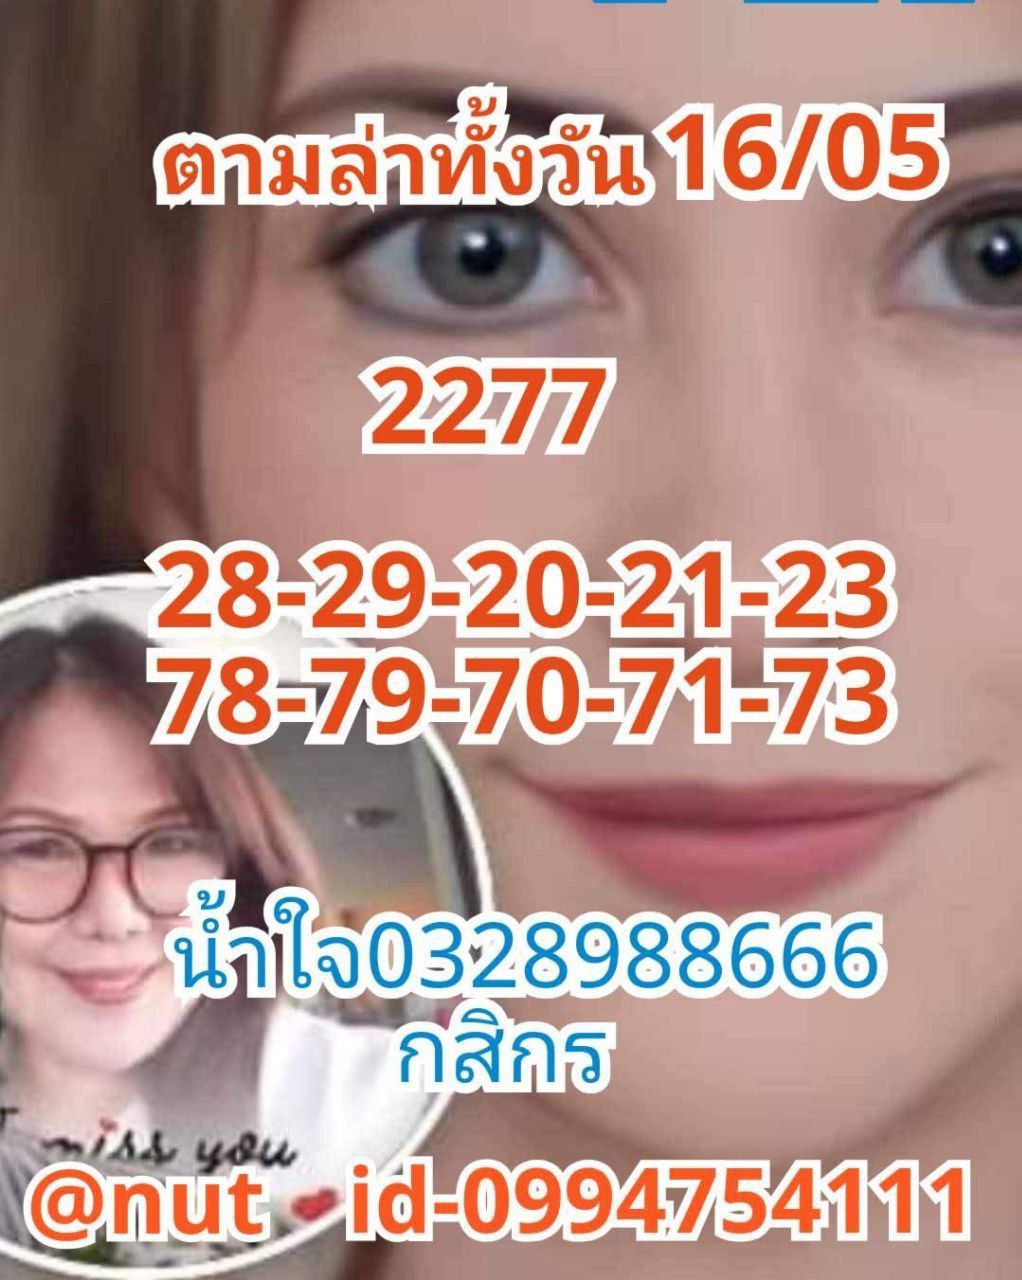 ตามล่าทั้งวัน 16/05
2277
28-29-20-21-23
78-79-70-71-73
น้ำใจ0328988666
กสิกร
miss you
@nut id-0994754111